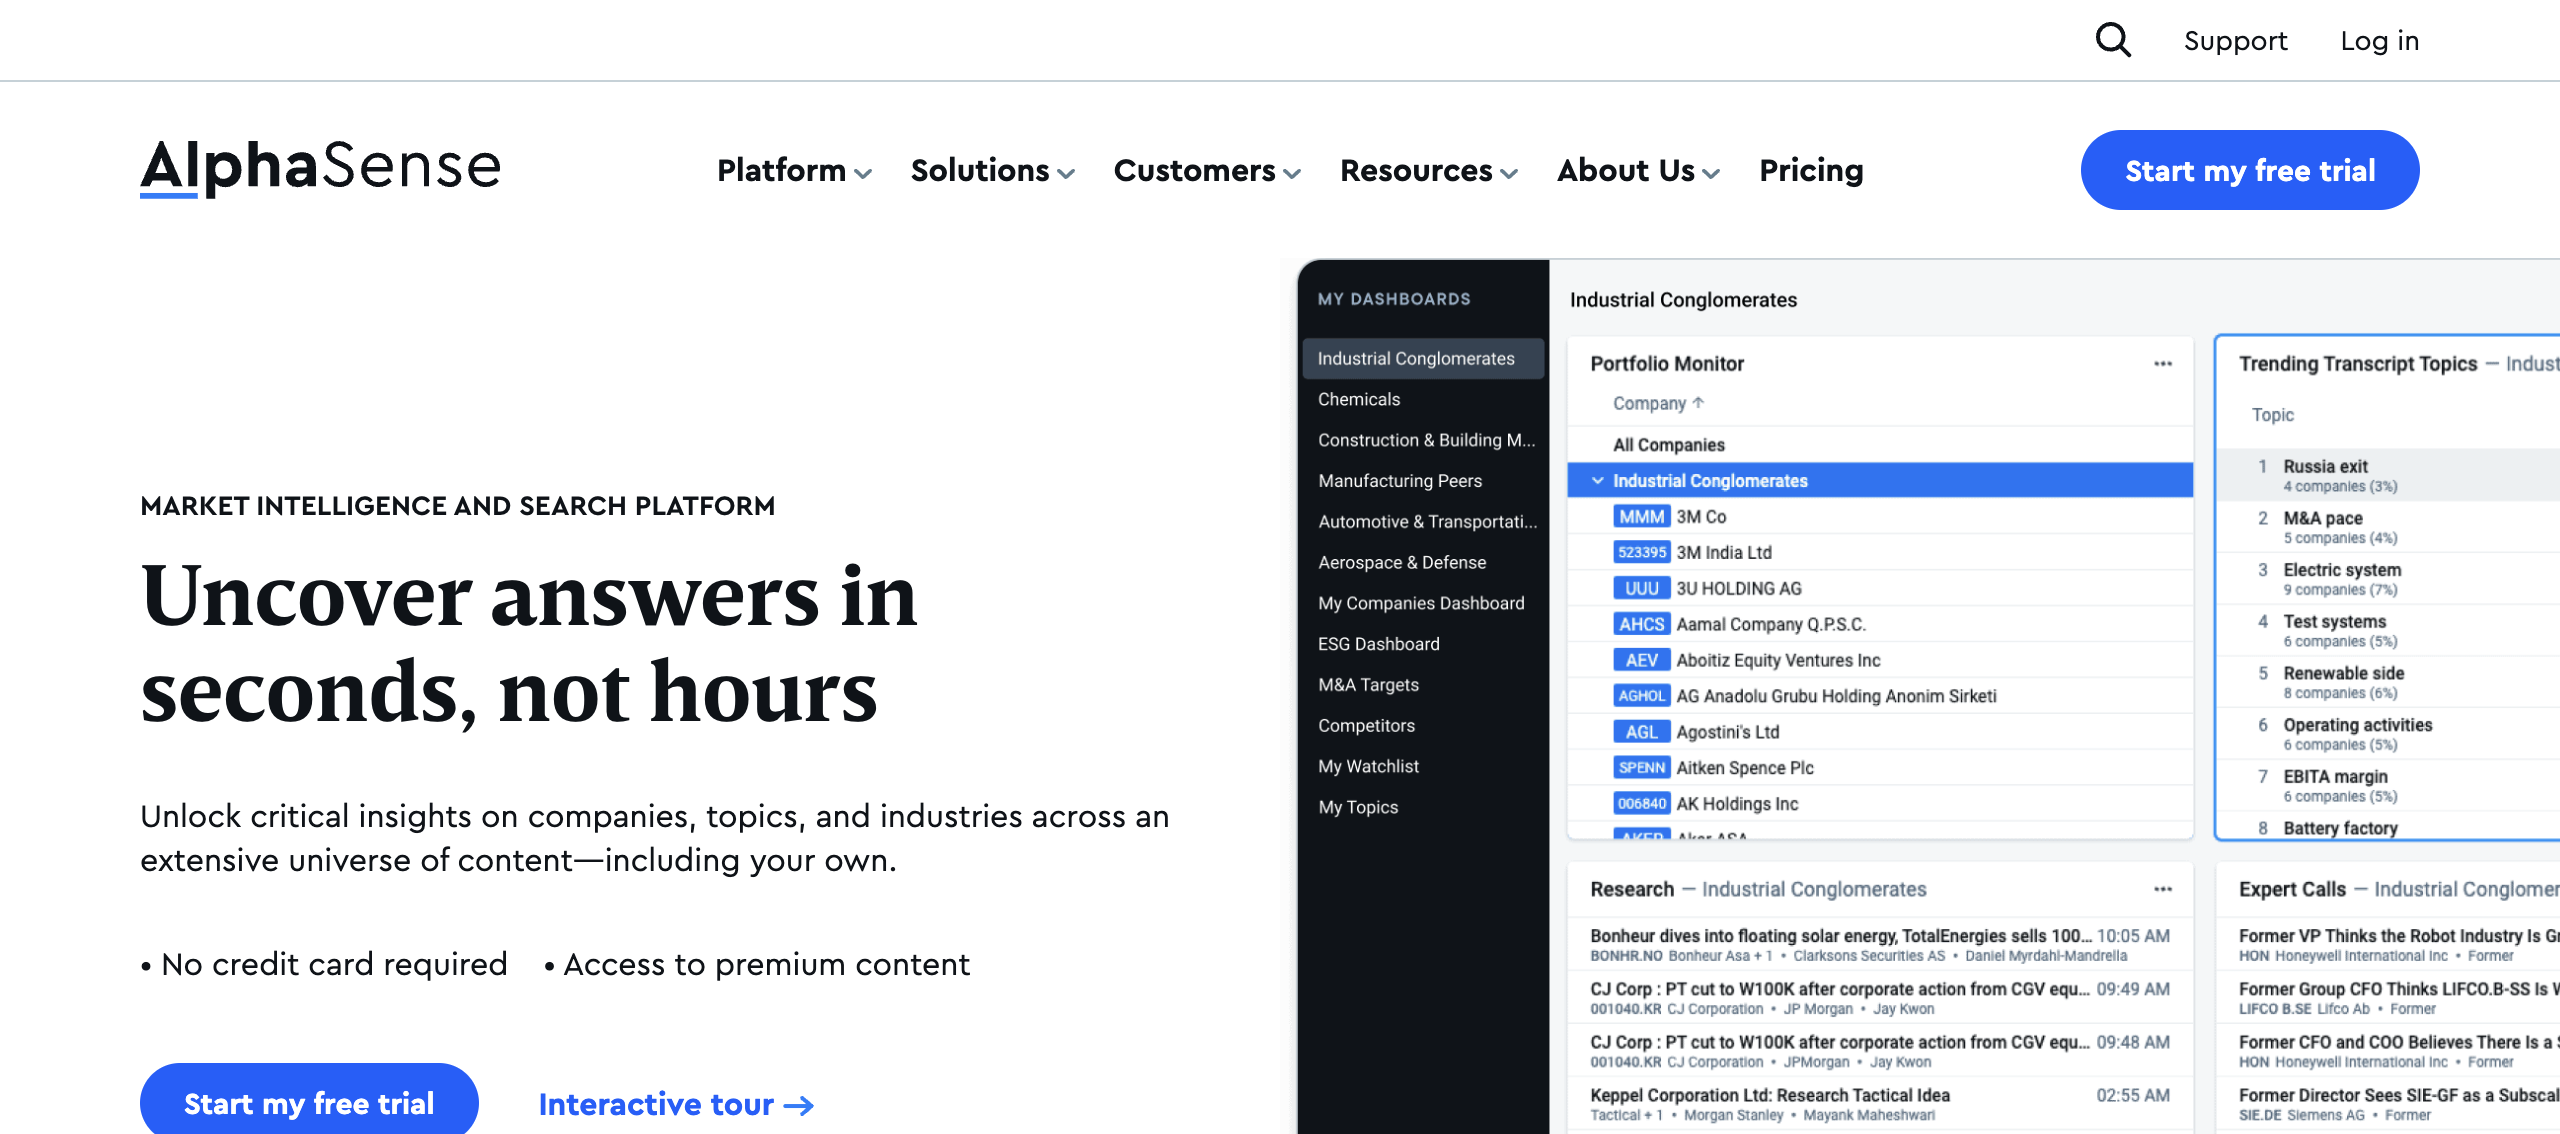 Support Log in
AlphaSense
Platform Solutions Customers Resources About Us Pricing
Start my free trial
MARKET INTELLIGENCE AND SEARCH PLATFORM
Uncover answers in
seconds, not hours
Unlock critical insights on companies, topics, and industries across an
extensive universe of content—including your own.
• No credit card required • Access to premium content
Start my free trial
Interactive tour →
MY DASHBOARDS
Industrial Conglomerates
Chemicals
Construction & Building M...
Manufacturing Peers
Automotive & Transportati...
Aerospace & Defense
My Companies Dashboard
ESG Dashboard
M&A Targets
Competitors
My Watchlist
My Topics
Industrial Conglomerates
Portfolio Monitor
Company ↑
All Companies
Industrial Conglomerates
MMM 3M Co
523395 3M India Ltd
UUU 3U HOLDING AG
AHCS Aamal Company Q.P.S.C.
AEV Aboitiz Equity Ventures Inc
AGHOL AG Anadolu Grubu Holding Anonim Sirketi
AGL Agostini's Ltd
SPENN Aitken Spence Plc
006840 AK Holdings Inc
Trending Transcript Topics —
Topic
1 Russia exit
4 companies (3%)
2 M&A pace
5 companies (4%)
3 Electric system
9 companies (7%)
4 Test systems
6 companies (5%)
5 Renewable side
8 companies (6%)
6 Operating activities
6 companies (5%)
7 EBITA margin
6 companies (5%)
8 Battery factory
Research — Industrial Conglomerates
Bonheur dives into floating solar energy, TotalEnergies sells 100... 10:05 AM
BONHR.NO Bonheur Asa + 1 • Clarksons Securities AS • Daniel Myrdahl-Mandrella
CJ Corp : PT cut to W100K after corporate action from CGV equ... 09:49 AM
001040.KR CJ Corporation • JP Morgan • Jay Kwon
CJ Corp : PT cut to W100K after corporate action from CGV equ... 09:48 AM
001040.KR CJ Corporation • JPMorgan • Jay Kwon
Keppel Corporation Ltd: Research Tactical Idea 02:55 AM
Tactical + 1 • Morgan Stanley • Mayank Maheshwari
Expert Calls —
Former VP Thinks the Robot Industry Is
HON Honeywell International Inc • Former
Former Group CFO Thinks LIFCO.B-SS Is
LIFCO B.SE Lifco Ab • Former
Former CFO and COO Believes There Is a
HON Honeywell International Inc • Former
Former Director Sees SIE-GF as a
SIE.DE Siemens AG • Former